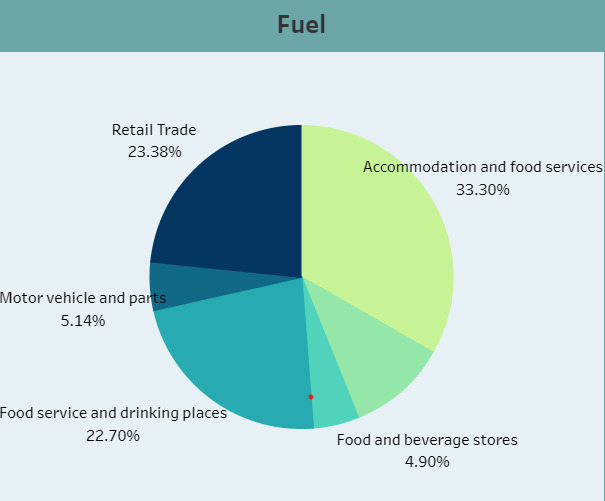 Fuel
Retail Trade
23.38%
Accommodation and food services
33.30%
Motor vehicle and parts
5.14%
Food service and drinking places
22.70%
Food and beverage stores
4.90%